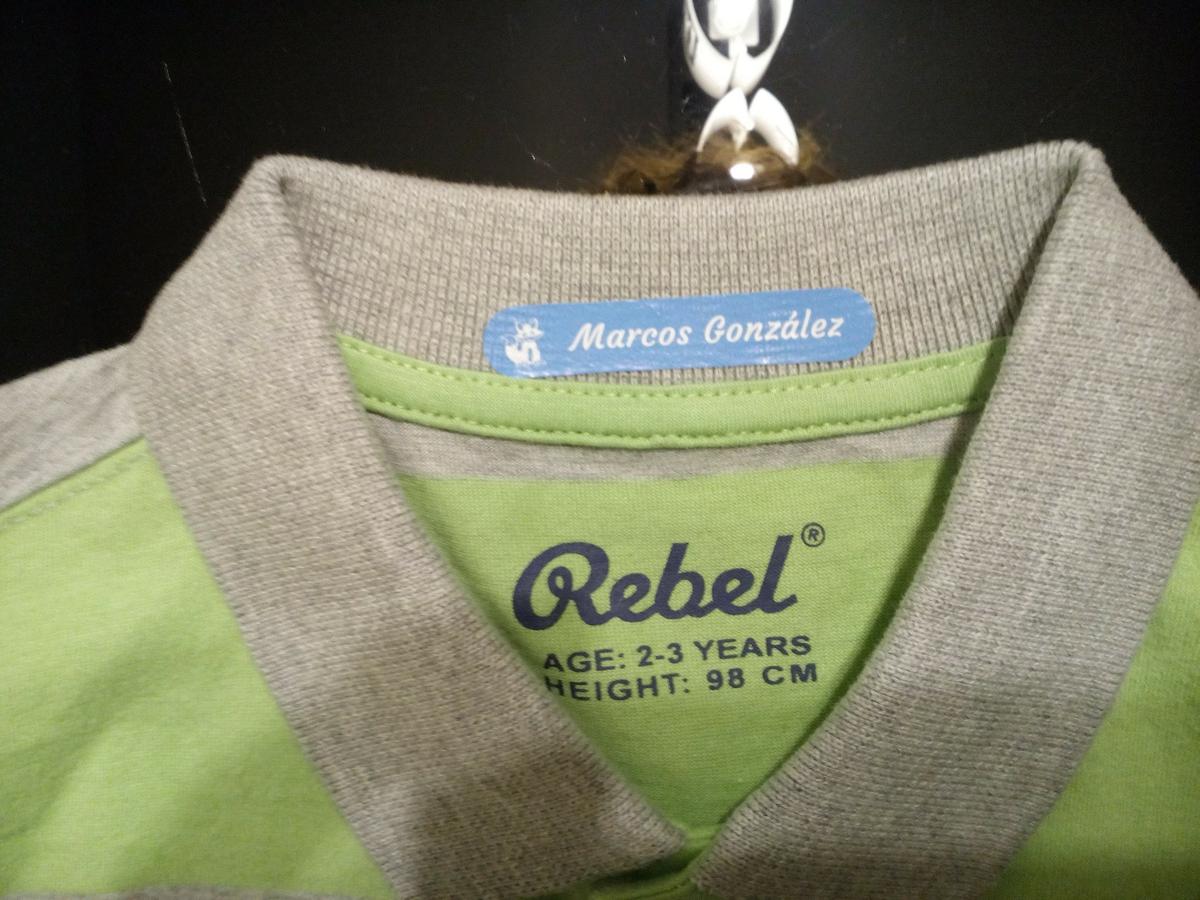 Marcos González
Rebel®
AGE: 2-3 YEARS
HEIGHT: 98 CM